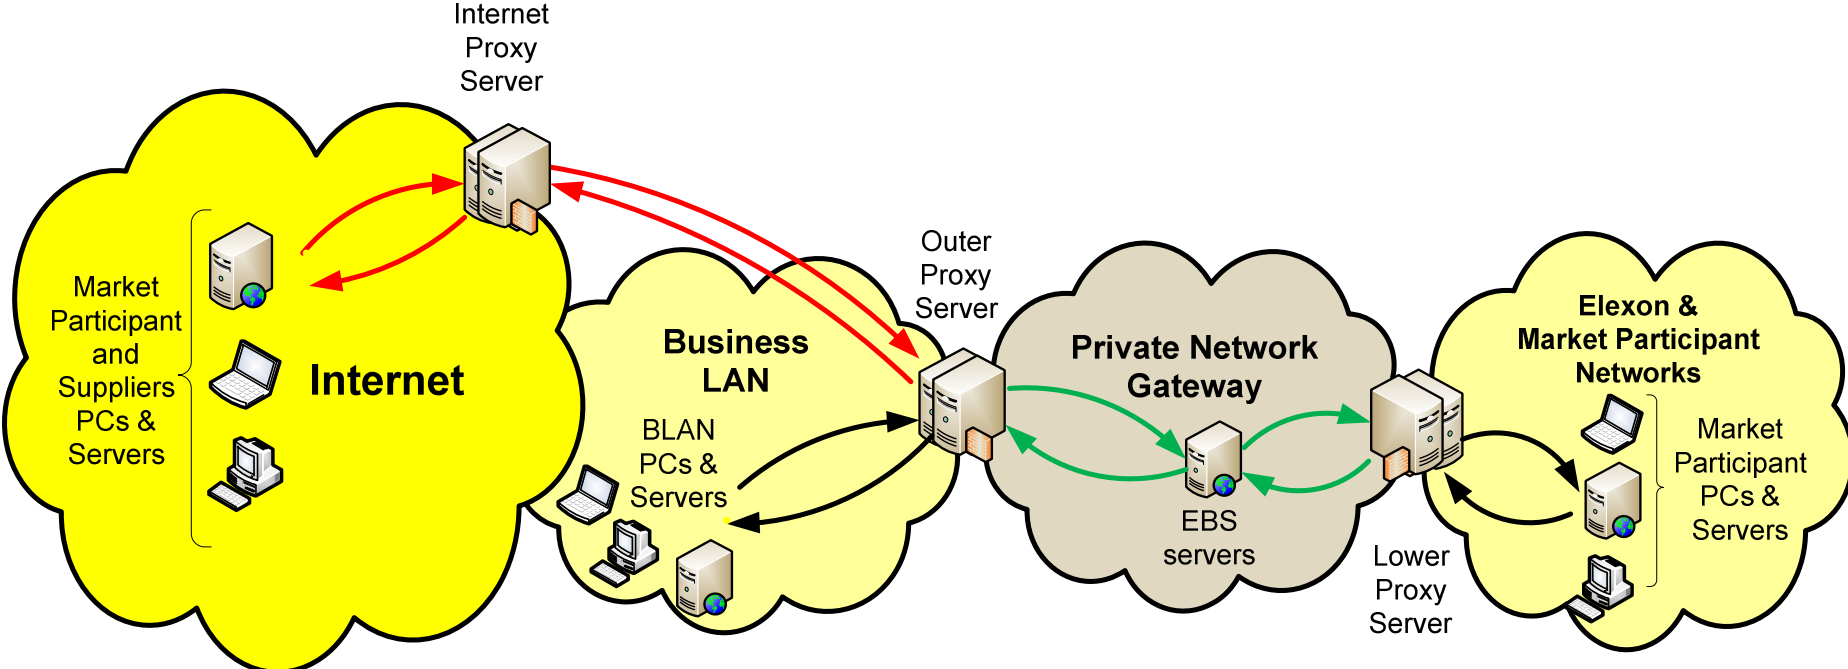 Internet
Proxy
Server
Market
Participant
and
Suppliers
PCs &
Servers
Internet
Business
LAN
BLAN
PCs &
Servers
Outer
Proxy
Server
Private Network
Gateway
EBS
servers
Lower
Proxy
Server
Elexon &
Market Participant
Networks
Market
Participant
PCs &
Servers